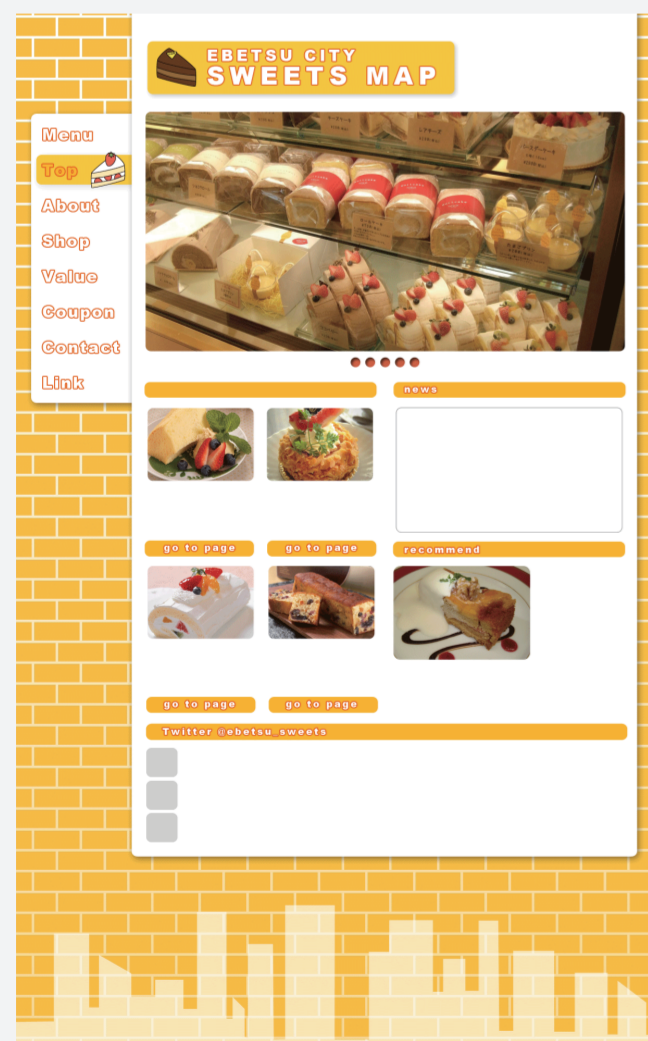 EBETSU CITY
SWEETS MAP
Menu
Top
About
Shop
Value
Coupon
Contact
Link
news
go to page
go to page
recommend
go to page
go to page
Twitter @ebetsu_sweets